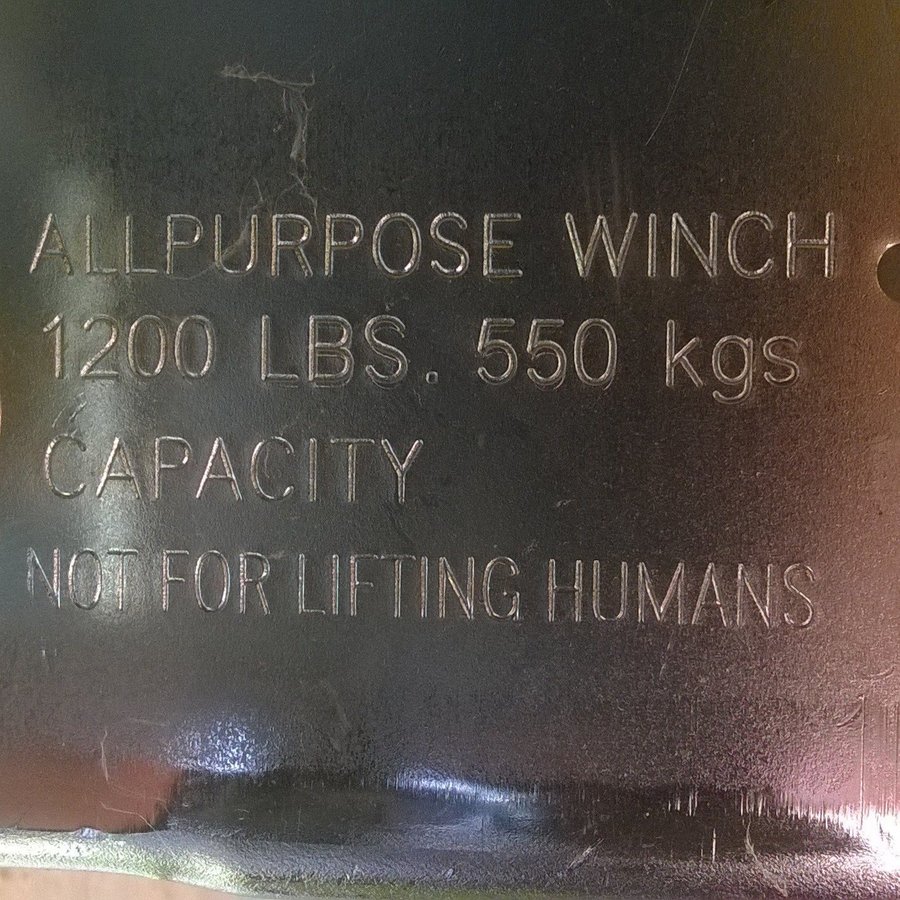 ALLPURPOSE WINCH
1200 LBS. 550 kgs
CAPACITY
NOT FOR LIFTING HUMANS